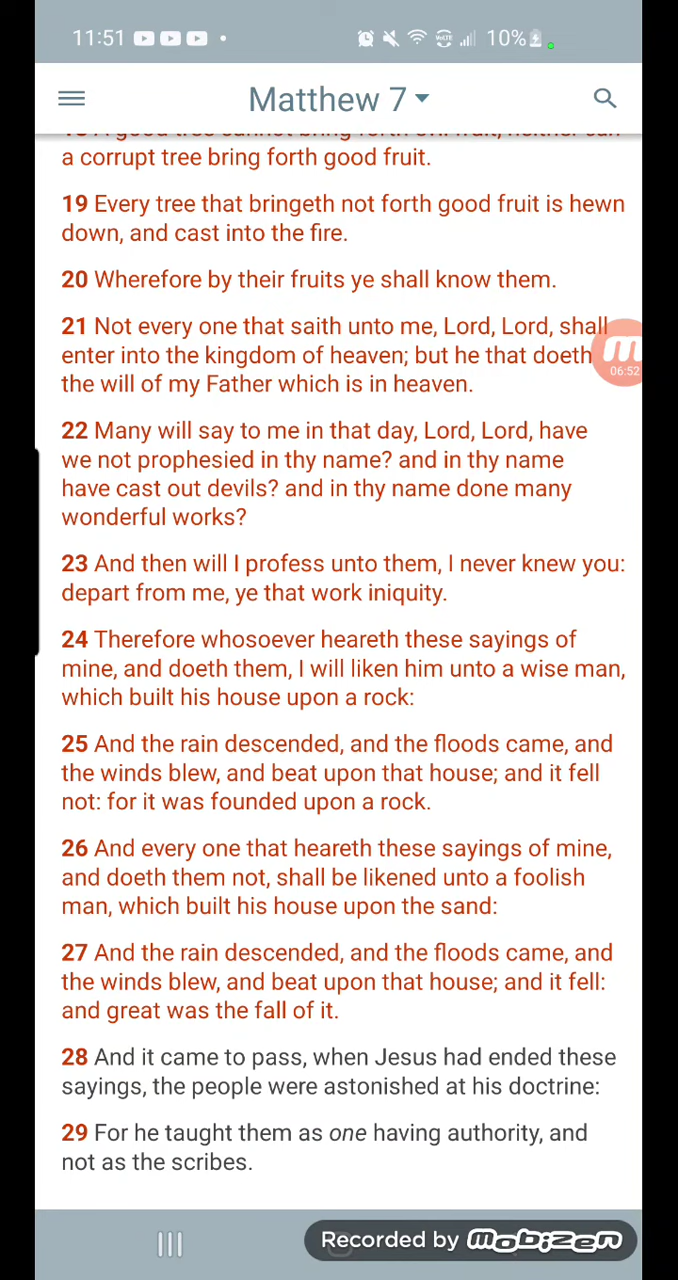 11:51 10%
Matthew 7
a corrupt tree bring forth good fruit.
19 Every tree that bringeth not forth good fruit is hewn
down, and cast into the fire.
20 Wherefore by their fruits ye shall know them.
21 Not every one that saith unto me, Lord, Lord, shall
enter into the kingdom of heaven; but he that doeth
the will of my Father which is in heaven.
06:52
22 Many will say to me in that day, Lord, Lord, have
we not prophesied in thy name? and in thy name
have cast out devils? and in thy name done many
wonderful works?
23 And then will I profess unto them, I never knew you:
depart from me, ye that work iniquity.
24 Therefore whosoever heareth these sayings of
mine, and doeth them, I will liken him unto a wise man,
which built his house upon a rock:
25 And the rain descended, and the floods came, and
the winds blew, and beat upon that house; and it fell
not: for it was founded upon a rock.
26 And every one that heareth these sayings of mine,
and doeth them not, shall be likened unto a foolish
man, which built his house upon the sand:
27 And the rain descended, and the floods came, and
the winds blew, and beat upon that house; and it fell:
and great was the fall of it.
28 And it came to pass, when Jesus had ended these
sayings, the people were astonished at his doctrine:
29 For he taught them as one having authority, and
not as the scribes.
Recorded by mobizen